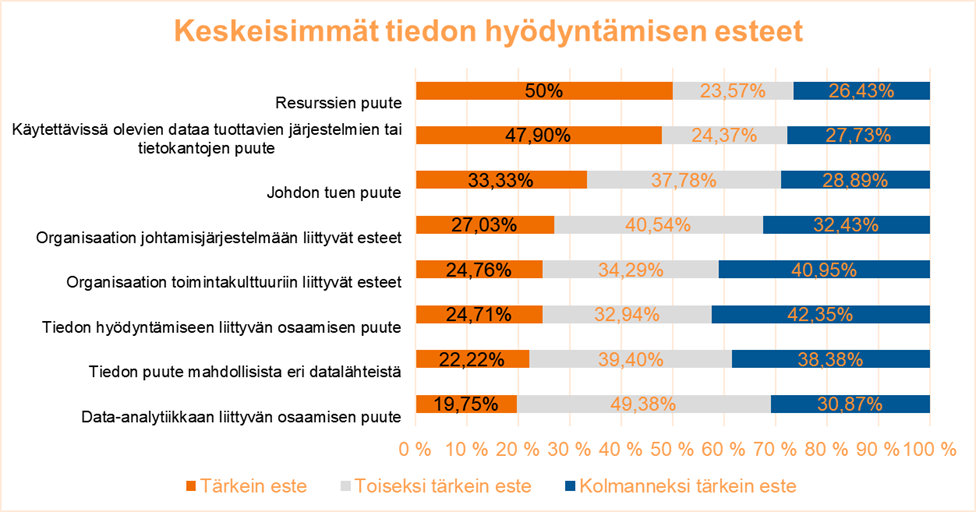 Keskeisimmät tiedon hyödyntämisen esteet
Resurssien puute 50% 23,57% 26,43%
Käytettävissä olevien dataa tuottavien järjestelmien tai
tietokantojen puute 47,90% 24,37% 27,73%
Johdon tuen puute 33,33% 37,78% 28,89%
Organisaation johtamisjärjestelmään liittyvät esteet 27,03% 40,54% 32,43%
Organisaation toimintakulttuuriin liittyvät esteet 24,76% 34,29% 40,95%
Tiedon hyödyntämiseen liittyvän osaamisen puute 24,71% 32,94% 42,35%
Tiedon puute mahdollisista eri datalähteistä 22,22% 39,40% 38,38%
Data-analytiikkaan liittyvän osaamisen puute 19,75% 49,38% 30,87%
0 % 10 % 20 % 30 % 40 % 50 % 60 % 70 % 80 % 90 % 100 %
Tärkein este Toiseksi tärkein este Kolmanneksi tärkein este